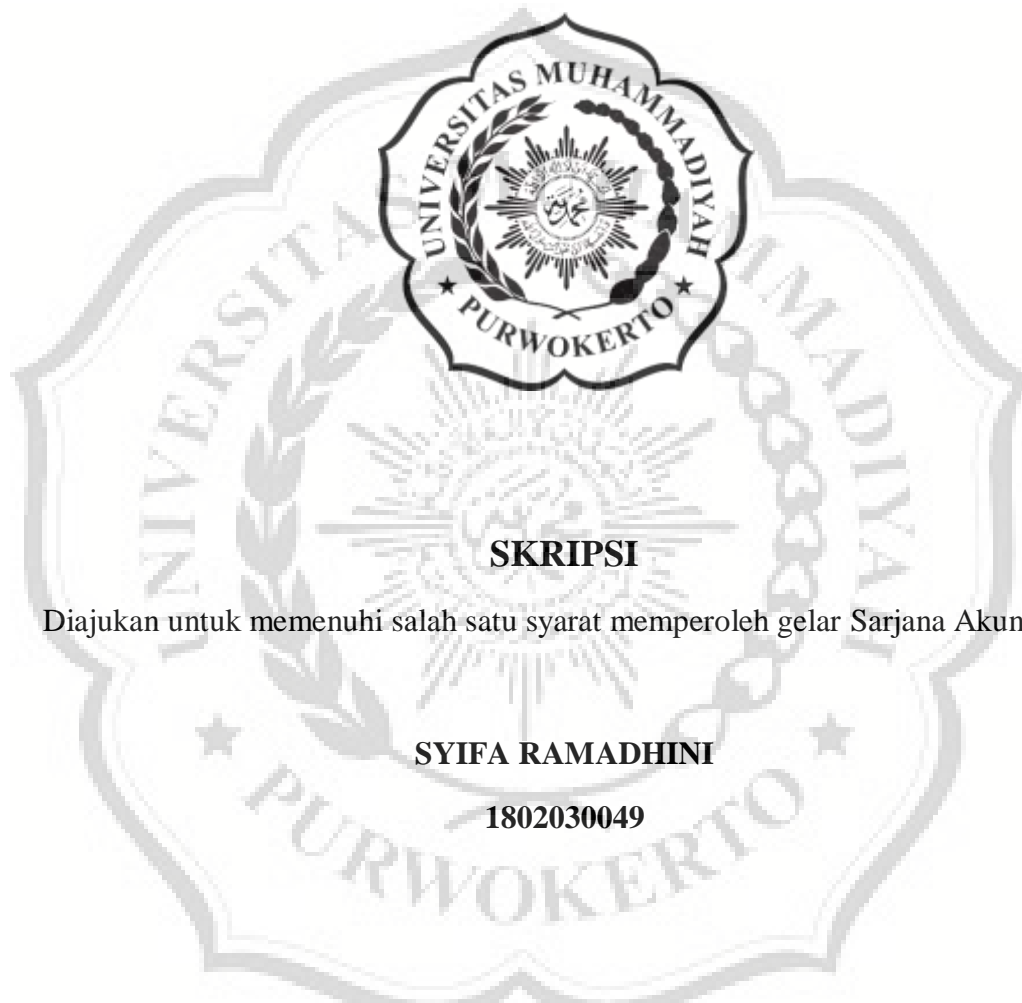 UNIVERSITAS MUHAMMADIYAH
PURWOKERTO
SKRIPSI
Diajukan untuk memenuhi salah satu syarat memperoleh gelar Sarjana Akun
SYIFA RAMADHINI
1802030049